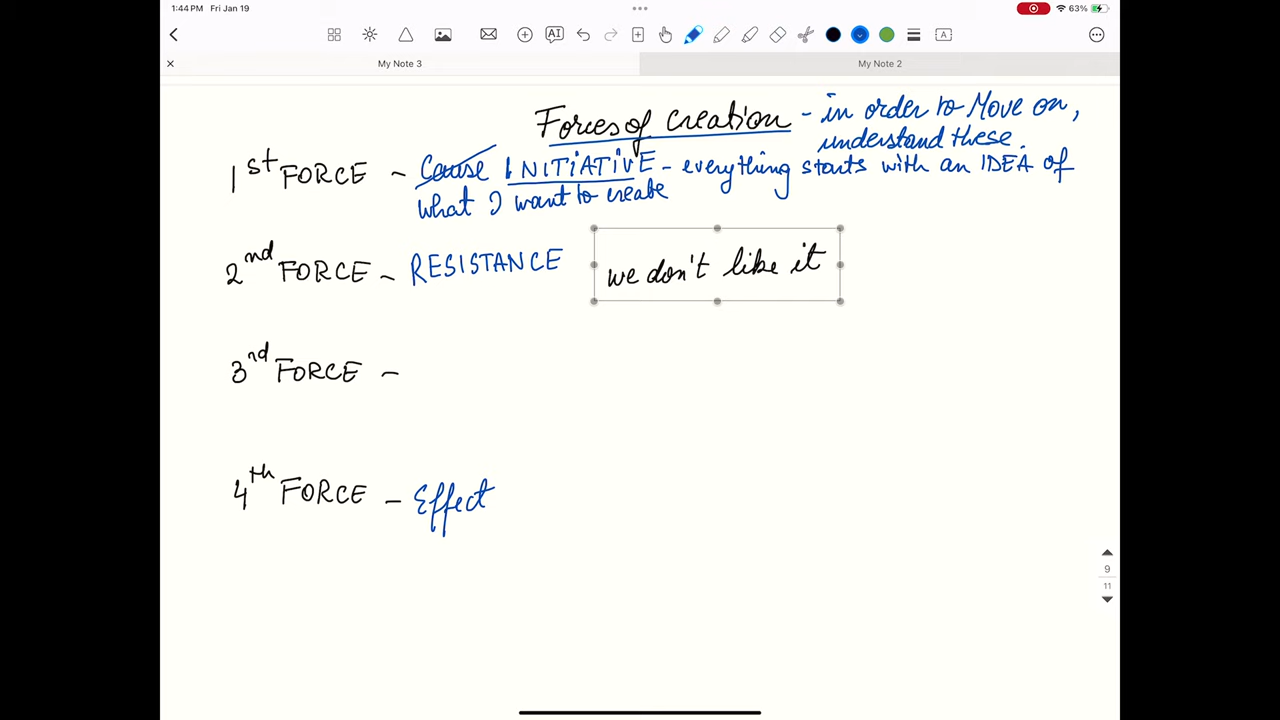 1:44 PM Fri Jan 19
63%
AI
A
My Note 3
My Note 2
Forces of Creation - in order to Move on,
understand these.
1st FORCE - Cause INITIATIVE - everything starts with an IDEA of
what I want to create
2nd FORCE - RESISTANCE we don't like it
3rd FORCE -
4th FORCE - Effect
9
11